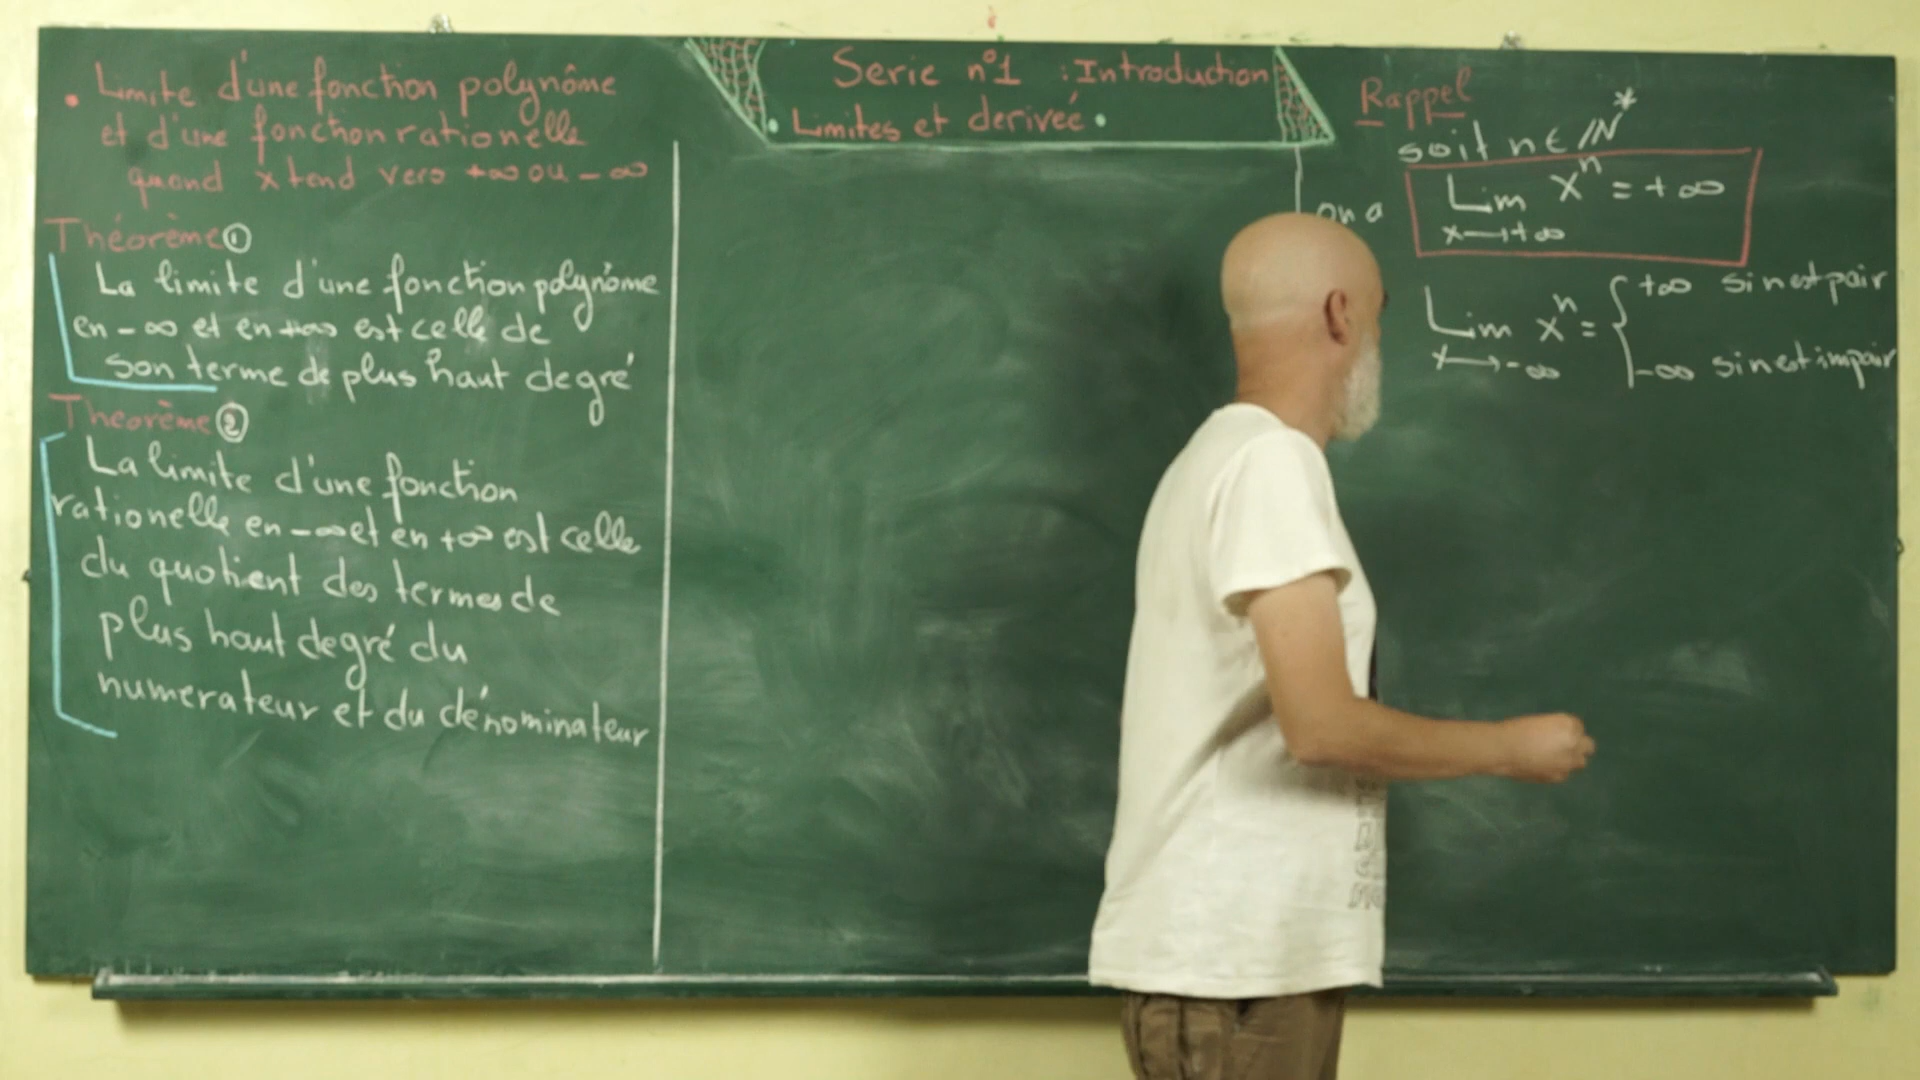 • Limite d'une fonction polynôme
et d'une fonction rationelle
quand x tend vers +∞ ou -∞
Théorème ①
La limite d'une fonction polynôme
en -∞ et en +∞ est celle de
son terme de plus haut degré
Theorème ②
La limite d'une fonction
rationelle en -∞ et en +∞ est celle
du quotient des termes de
plus haut degré du
numerateur et du dénominateur
Serie n°1 : Introduction
• Limites et derivée •
Rappel
soit n ∈ IN*
on a
Lim x^n = +∞
x→+∞
Lim x^n = { +∞ si n est pair
x→-∞ -∞ si n est impair